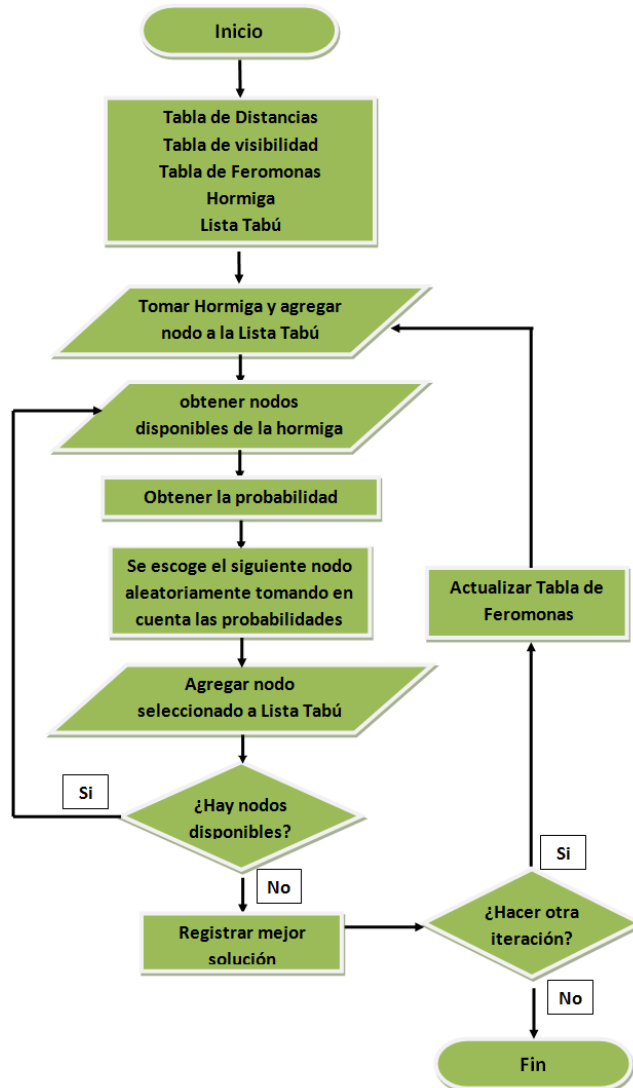 Inicio
Tabla de Distancias
Tabla de visibilidad
Tabla de Feromonas
Hormiga
Lista Tabú
Tomar Hormiga y agregar
nodo a la Lista Tabú
obtener nodos
disponibles de la hormiga
Obtener la probabilidad
Se escoge el siguiente nodo
aleatoriamente tomando en
cuenta las probabilidades
Actualizar Tabla de
Feromonas
Agregar nodo
seleccionado a Lista Tabú
Si
¿Hay nodos
disponibles?
No
Registrar mejor
solución
Si
¿Hacer otra
iteración?
No
Fin